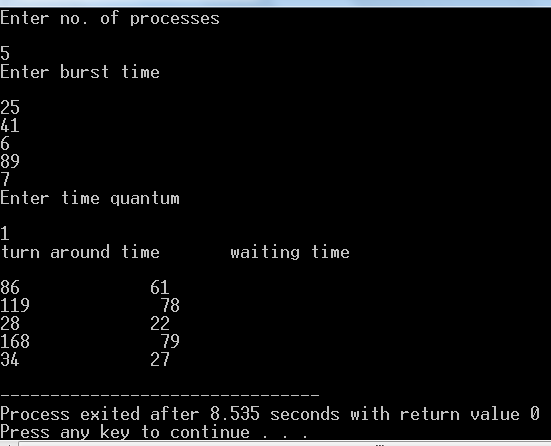 Enter no. of processes
5
Enter burst time
25
41
6
89
7
Enter time quantum
1
turn around time waiting time
86 61
119 78
28 22
168 79
34 27
--------------------------------
Process exited after 8.535 seconds with return value 0
Press any key to continue . . .